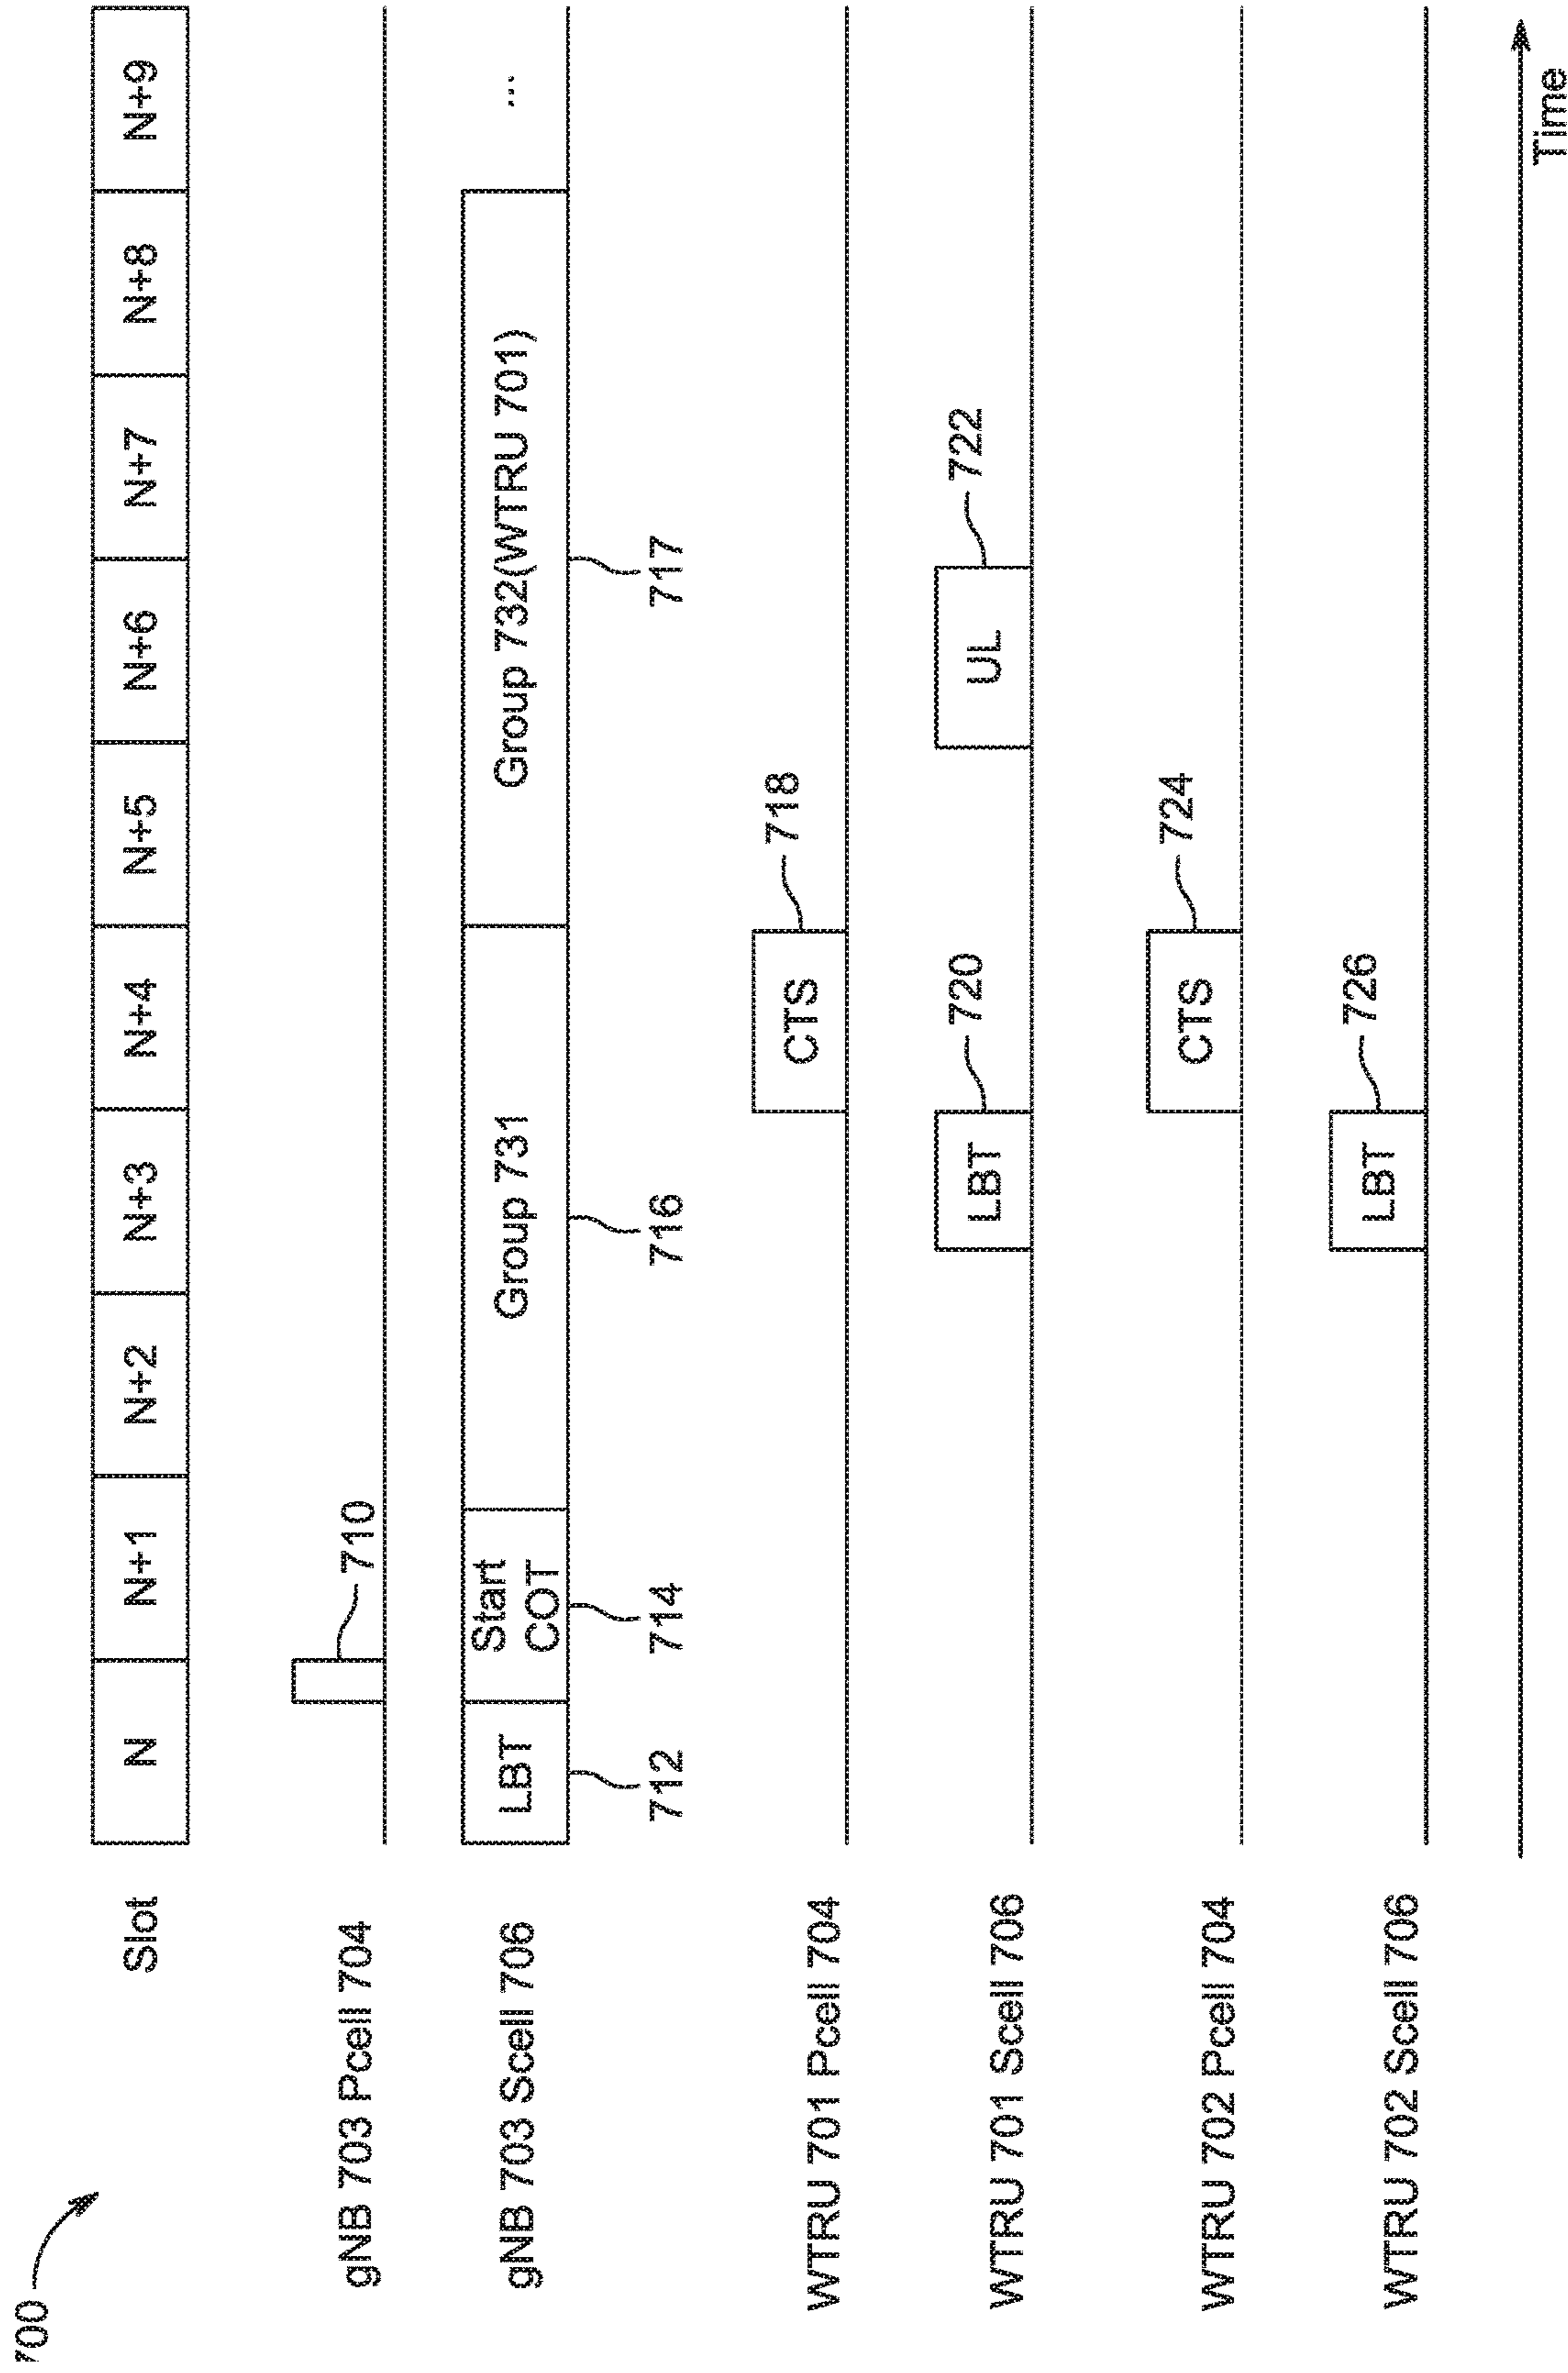 700
Slot
N
N+1
N+2
N+3
N+4
N+5
N+6
N+7
N+8
N+9
gNB 703 Pcell 704
710
gNB 703 Scell 706
LBT
Start
COT
Group 731
Group 732(WTRU 701)
...
712
714
716
717
WTRU 701 Pcell 704
CTS
718
WTRU 701 Scell 706
LBT
720
UL
722
WTRU 702 Pcell 704
CTS
724
WTRU 702 Scell 706
LBT
726
Time